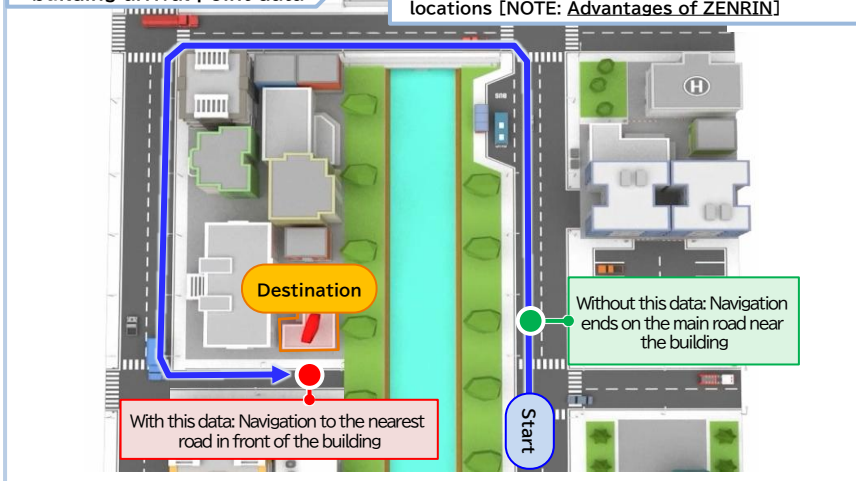 building arrival point data
locations [NOTE: Advantages of ZENRIN]
BUS
H
Destination
Without this data: Navigation
ends on the main road near
the building
With this data: Navigation to the nearest
road in front of the building
Start